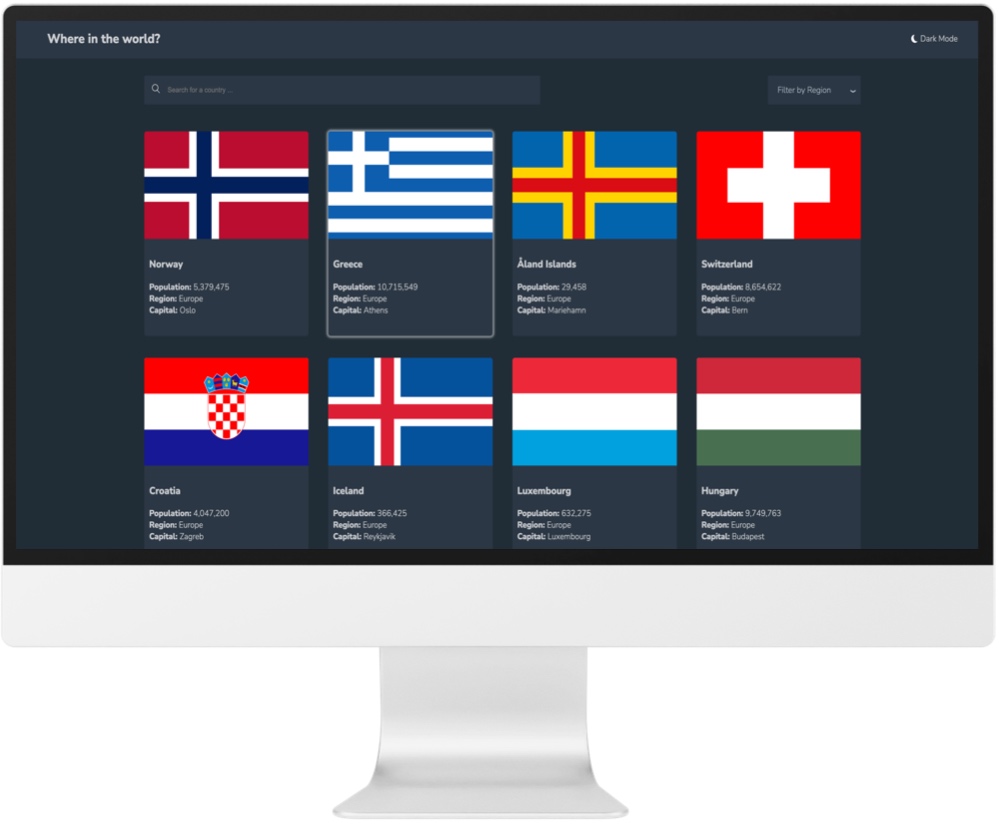 Where in the world?
Dark Mode
Search for a country ...
Filter by Region
Norway
Population: 5,379,475
Region: Europe
Capital: Oslo
Greece
Population: 10,715,549
Region: Europe
Capital: Athens
Åland Islands
Population: 29,458
Region: Europe
Capital: Mariehamn
Switzerland
Population: 8,654,622
Region: Europe
Capital: Bern
Croatia
Population: 4,047,200
Region: Europe
Capital: Zagreb
Iceland
Population: 366,425
Region: Europe
Capital: Reykjavik
Luxembourg
Population: 632,275
Region: Europe
Capital: Luxembourg
Hungary
Population: 9,749,763
Region: Europe
Capital: Budapest